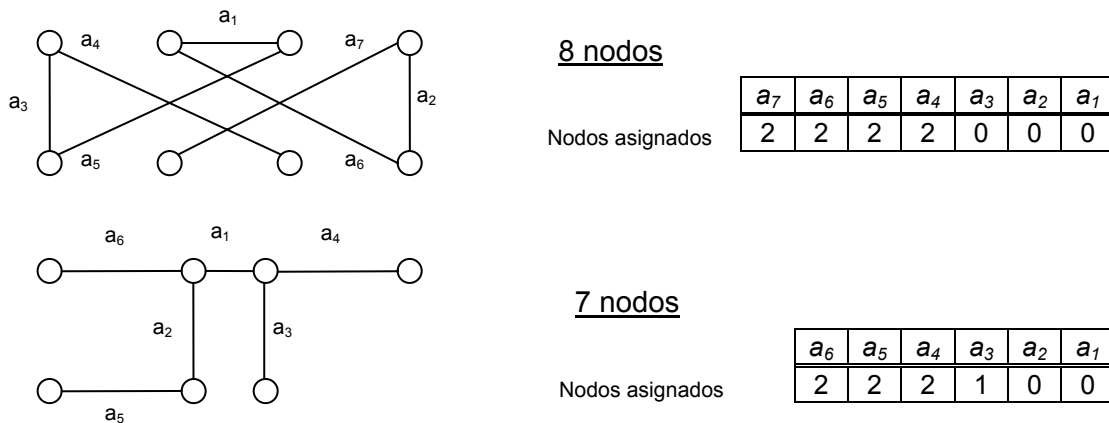 a1
a4
a7
a3
a2
a5
a6
8 nodos
a7 a6 a5 a4 a3 a2 a1
Nodos asignados 2 2 2 2 0 0 0
a6 a1 a4
a2
a3
a5
7 nodos
a6 a5 a4 a3 a2 a1
Nodos asignados 2 2 2 1 0 0